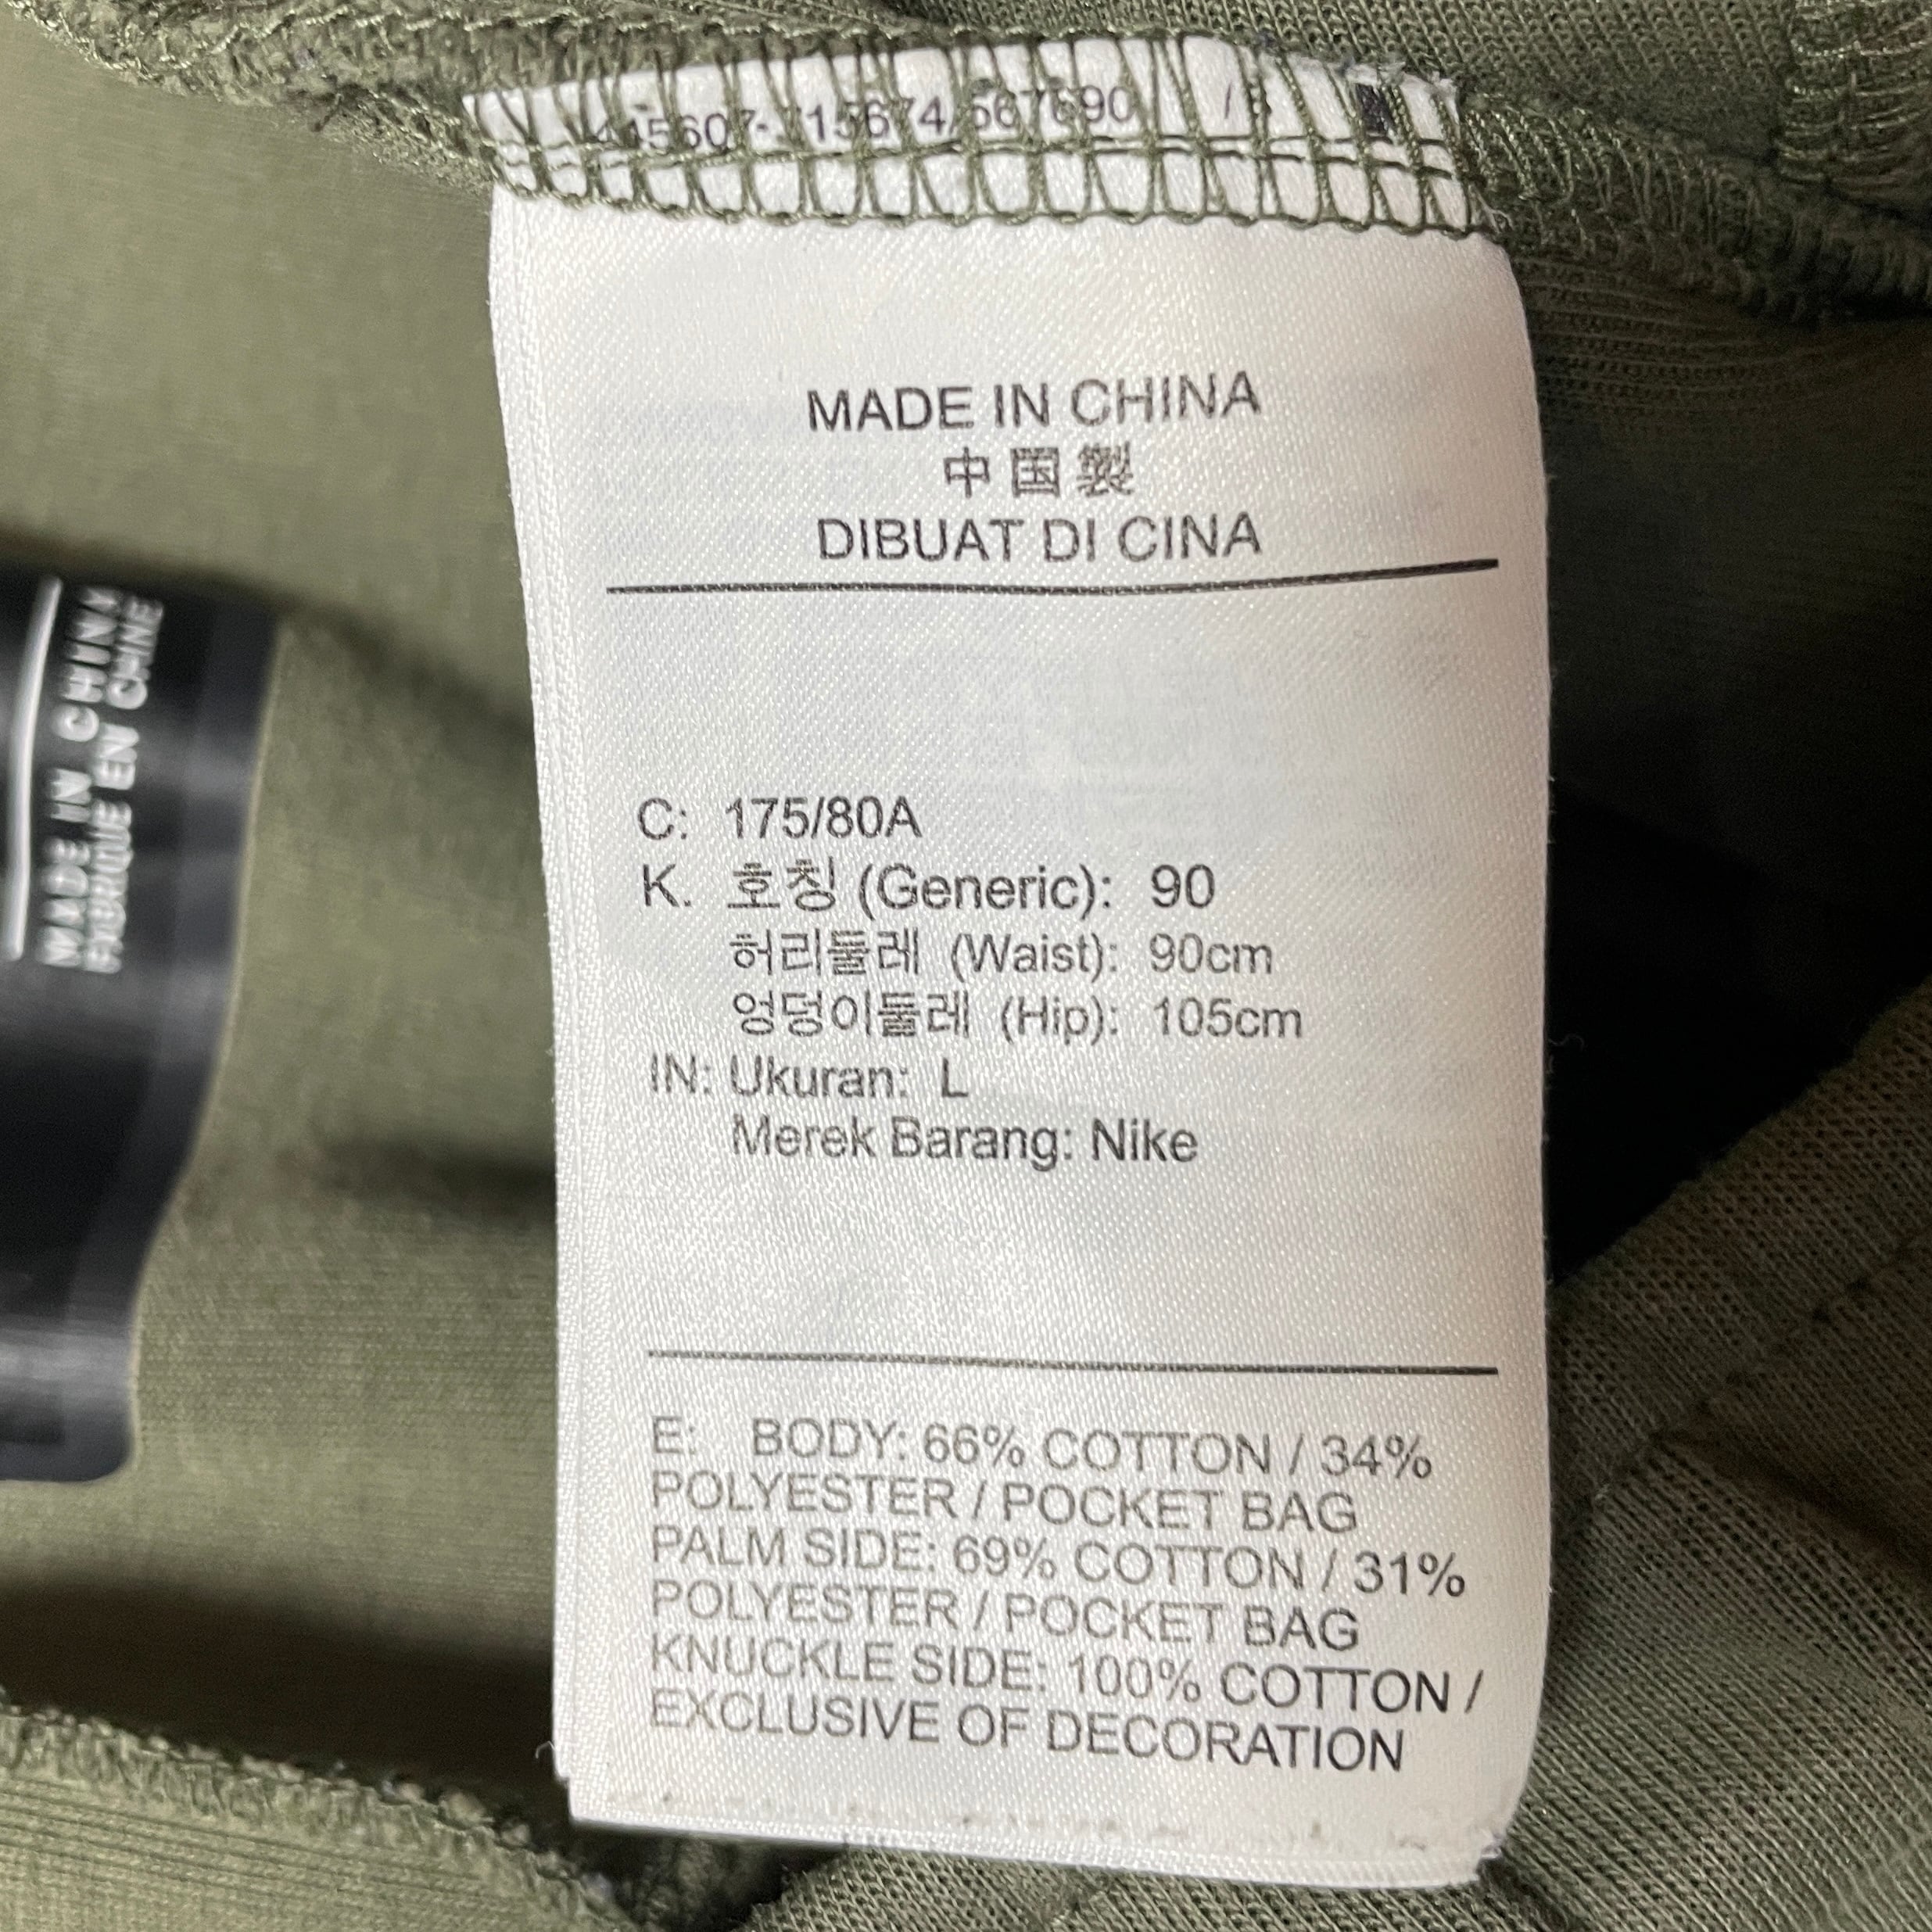 MADE IN CHINA
中国製
DIBUAT DI CINA
C: 175/80A
K. 호칭 (Generic): 90
허리둘레 (Waist): 90cm
엉덩이둘레 (Hip): 105cm
IN: Ukuran: L
Merek Barang: Nike
E: BODY: 66% COTTON / 34%
POLYESTER / POCKET BAG
PALM SIDE: 69% COTTON / 31%
POLYESTER / POCKET BAG
KNUCKLE SIDE: 100% COTTON /
EXCLUSIVE OF DECORATION
MADE IN CHINA
FABRIQUE EN CHINE